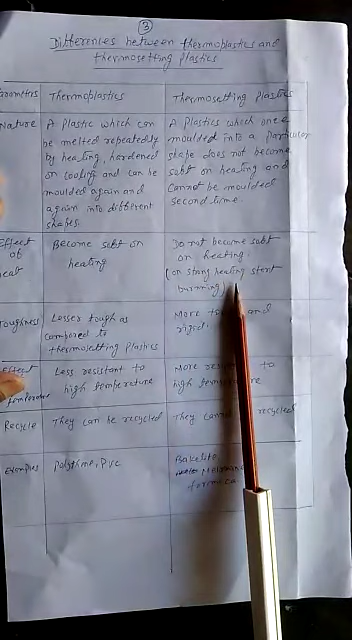 3
Differences between thermoplastics and
thermosetting plastics
Thermoplastics
Thermosetting Plastics
Nature
A Plastic which can
be melted repeatedly
by heating, hardened
on cooling and can be
moulded again and
again into different
shapes.
A Plastics which once
moulded into a particular
shape does not become
soft on heating and
cannot be moulded
second time.
Effect
of
heat
Become soft on
heating
Do not become soft
on heating.
(on strong heating start
burning)
Toughness
Lesser tough as
compared to
thermosetting plastics
More and
rigid.
Effect
Less resistant to
high temperature
More to
high
Recycle
They can be recycled
They recycled
Examples
Polythene, PVC
Bakelite
formica